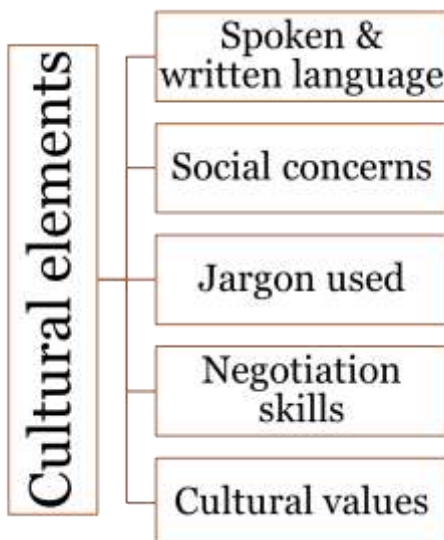 Cultural elements
Spoken &
written language
Social concerns
Jargon used
Negotiation
skills
Cultural values